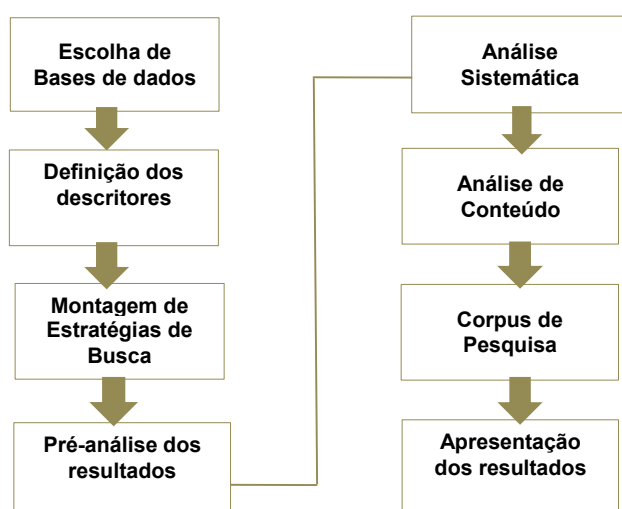 Escolha de
Bases de dados
Definição dos
descritores
Montagem de
Estratégias de
Busca
Pré-análise dos
resultados
Análise
Sistemática
Análise de
Conteúdo
Corpus de
Pesquisa
Apresentação
dos resultados